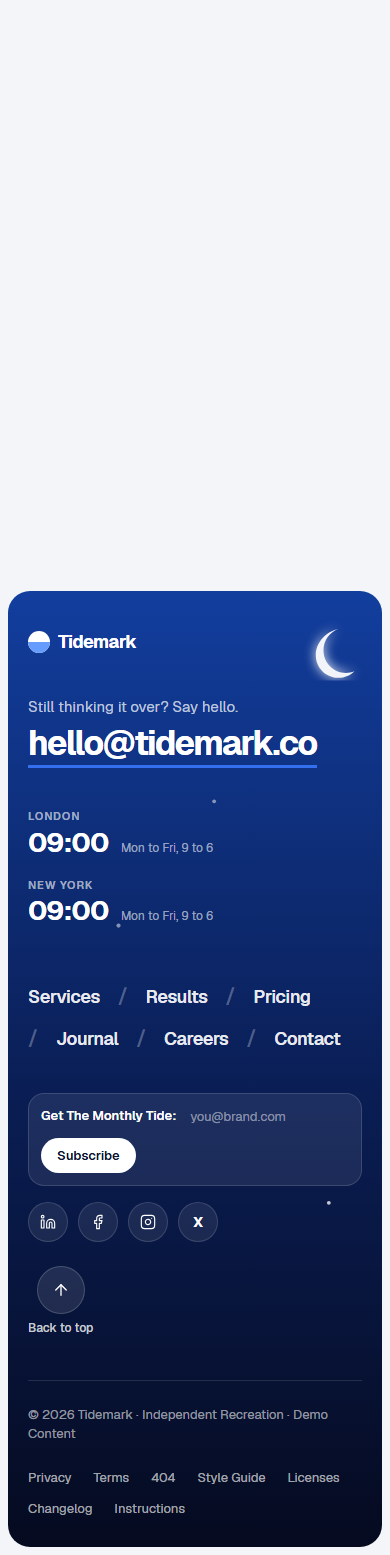 Tidemark
Still thinking it over? Say hello.
hello@tidemark.co
LONDON
09:00 Mon to Fri, 9 to 6
NEW YORK
09:00 Mon to Fri, 9 to 6
Services / Results / Pricing
/ Journal / Careers / Contact
Get The Monthly Tide: you@brand.com
Subscribe
Back to top
© 2026 Tidemark · Independent Recreation · Demo
Content
Privacy Terms 404 Style Guide Licenses
Changelog Instructions